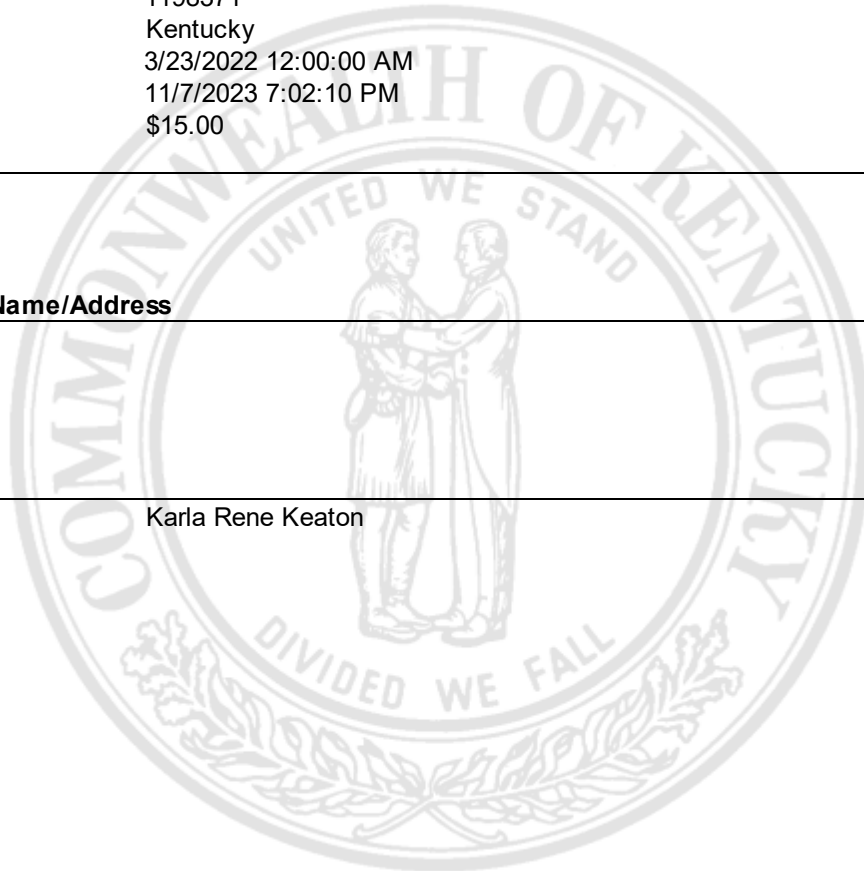 Kentucky
3/23/2022 12:00:00 AM
11/7/2023 7:02:10 PM
$15.00
COMMONWEALTH OF KENTUCKY
UNITED WE STAND
Name/Address
Karla Rene Keaton
DIVIDED WE FALL